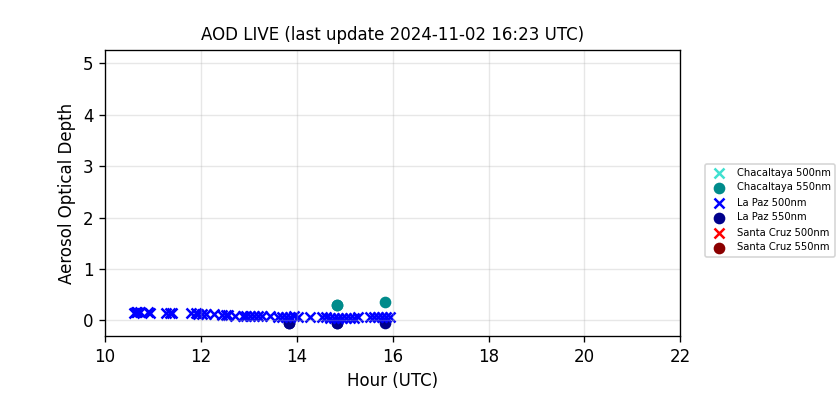 AOD LIVE (last update 2024-11-02 16:23 UTC)
5
4
3
2
1
0
Aerosol Optical Depth
10 12 14 16 18 20 22
Hour (UTC)
Chacaltaya 500nm
Chacaltaya 550nm
La Paz 500nm
La Paz 550nm
Santa Cruz 500nm
Santa Cruz 550nm